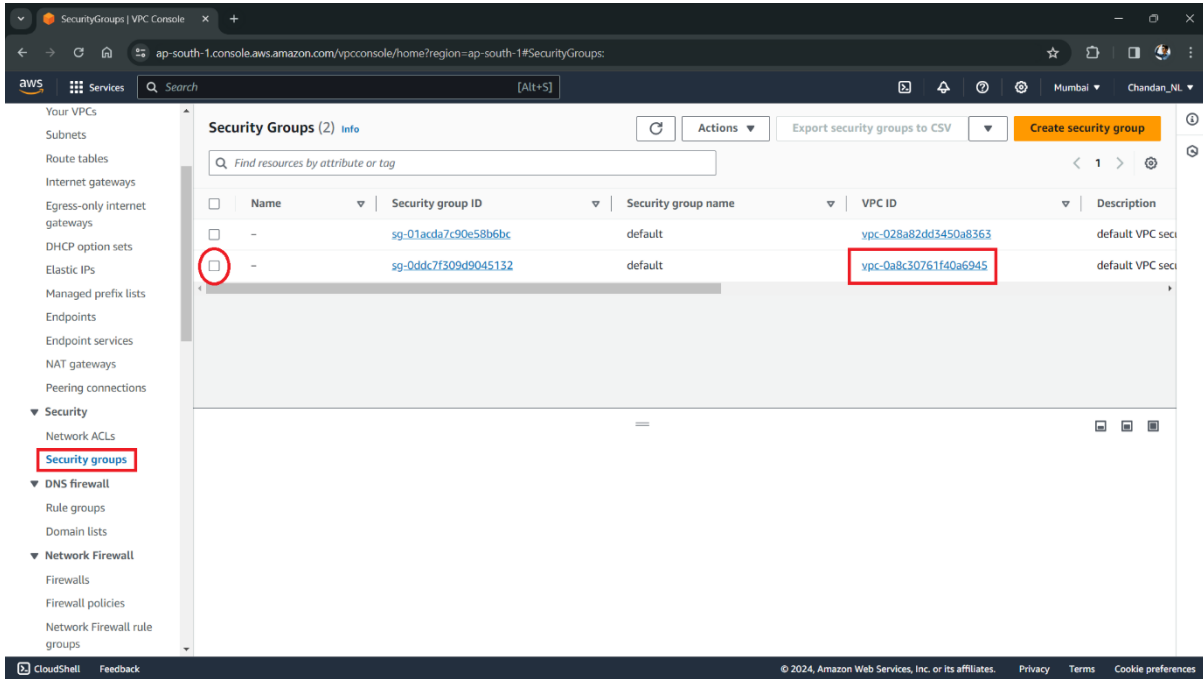 SecurityGroups | VPC Console
ap-south-1.console.aws.amazon.com/vpcconsole/home?region=ap-south-1#SecurityGroups:
aws Services Search [Alt+S] Mumbai Chandan_NL
Your VPCs
Subnets
Route tables
Internet gateways
Egress-only internet
gateways
DHCP option sets
Elastic IPs
Managed prefix lists
Endpoints
Endpoint services
NAT gateways
Peering connections
Security
Network ACLs
Security groups
DNS firewall
Rule groups
Domain lists
Network Firewall
Firewalls
Firewall policies
Network Firewall rule
groups
Security Groups (2) Info Actions Export security groups to CSV Create security group
Find resources by attribute or tag 1
Name Security group ID Security group name VPC ID Description
– sg-01acda7c90e58b6bc default vpc-028a82dd3450a8363 default VPC secu
– sg-0ddc7f309d9045132 default vpc-0a8c30761f40a6945 default VPC secu
CloudShell Feedback © 2024, Amazon Web Services, Inc. or its affiliates. Privacy Terms Cookie preferences